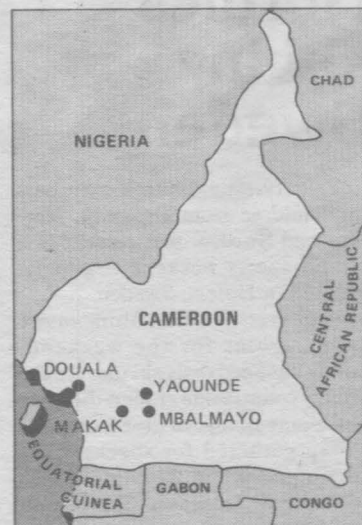 CHAD
NIGERIA
CENTRAL
AFRICAN REPUBLIC
CAMEROON
DOUALA
YAOUNDE
MAKAK
MBALMAYO
EQUATORIAL
GUINEA
GABON
CONGO